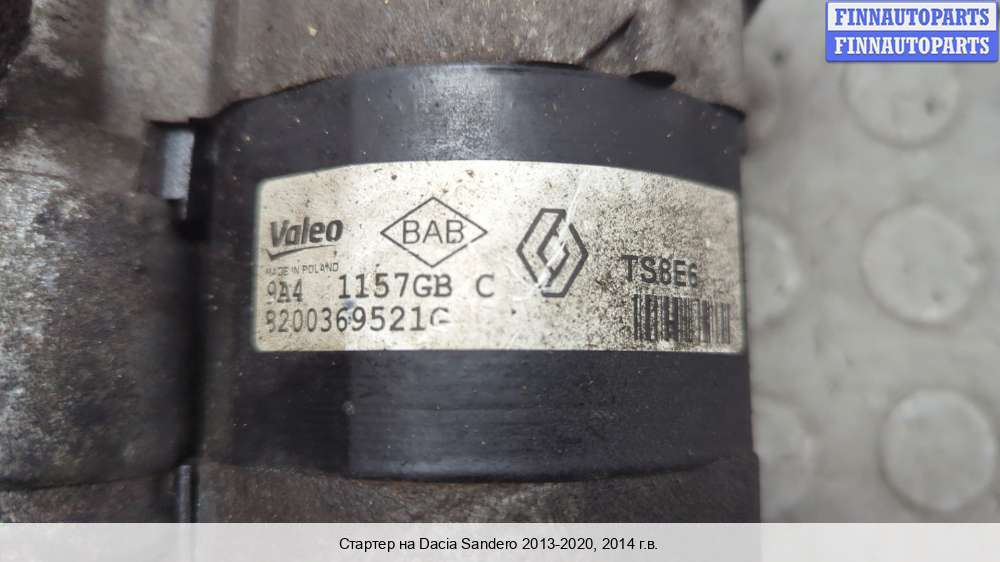 FINNAUTOPARTS
FINNAUTOPARTS
Valeo
BAB
MADE IN POLAND
TS8E6
9A4 1157GB C
8200369521G
Стартер на Dacia Sandero 2013-2020, 2014 г.в.